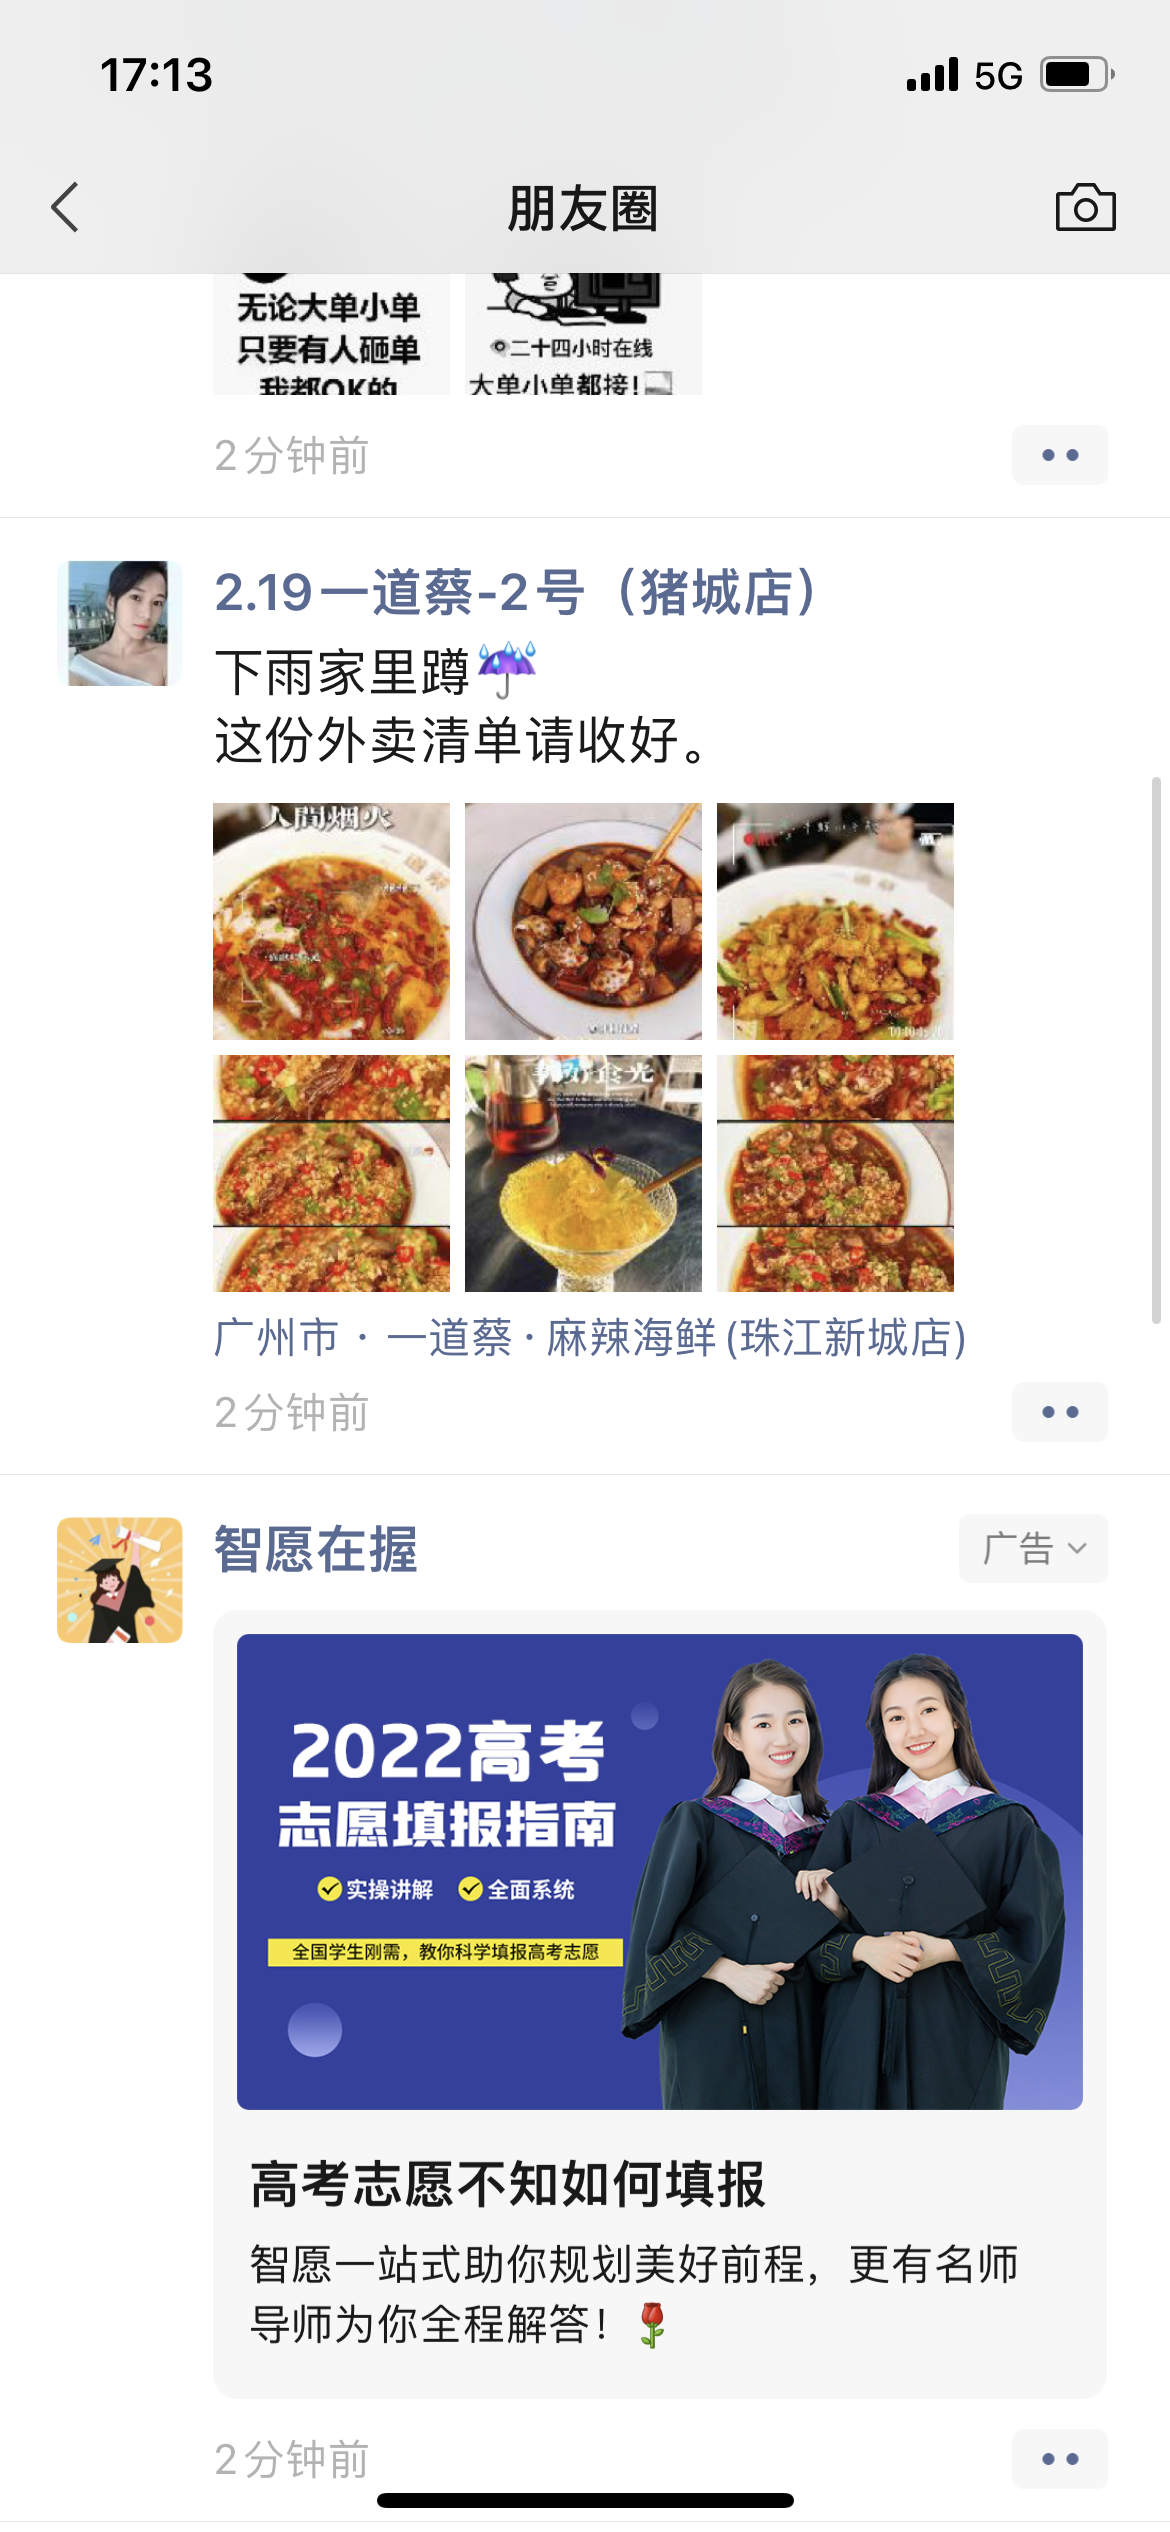 17:13
5G
朋友圈
无论大单小单
只要有人砸单
我都OK的
二十四小时在线
大单小单都接!
2分钟前
2.19一道蔡-2号（猪城店）
下雨家里蹲
这份外卖清单请收好。
人間烟火
广州市 · 一道蔡·麻辣海鲜(珠江新城店)
2分钟前
智愿在握
广告
2022高考
志愿填报指南
实操讲解 全面系统
全国学生刚需，教你科学填报高考志愿
高考志愿不知如何填报
智愿一站式助你规划美好前程，更有名师
导师为你全程解答！
2分钟前